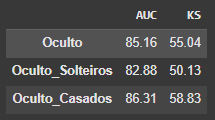 AUC KS
Oculto 85.16 55.04
Oculto_Solteiros 82.88 50.13
Oculto_Casados 86.31 58.83